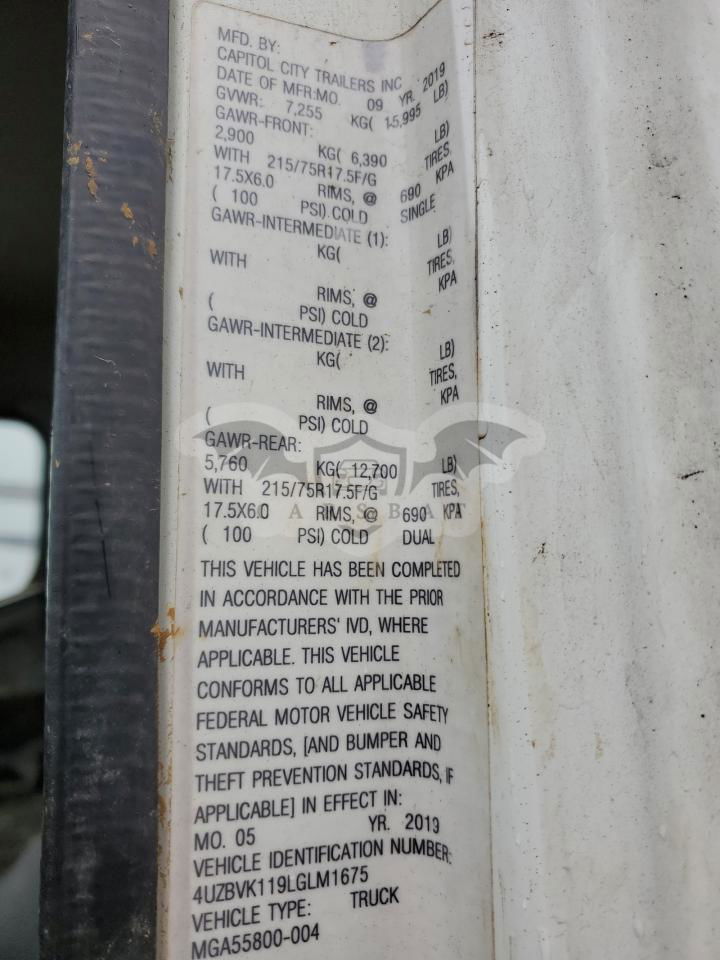 MFD. BY:
CAPITOL CITY TRAILERS INC
DATE OF MFR:MO. 09 YR. 2019
GVWR: 7,255 KG( 15,995 LB)
GAWR-FRONT:
2,900 KG( 6,390 LB)
WITH 215/75R17.5F/G TIRES,
17.5X6.0 RIMS, @ 690 KPA
( 100 PSI) COLD SINGLE
GAWR-INTERMEDIATE (1):
KG( LB)
WITH TIRES,
RIMS, @ KPA
( PSI) COLD
GAWR-INTERMEDIATE (2):
KG( LB)
WITH TIRES,
RIMS, @ KPA
( PSI) COLD
GAWR-REAR:
5,760 KG( 12,700 LB)
WITH 215/75R17.5F/G TIRES,
17.5X6.0 RIMS, @ 690 KPA
( 100 PSI) COLD DUAL
THIS VEHICLE HAS BEEN COMPLETED
IN ACCORDANCE WITH THE PRIOR
MANUFACTURERS' IVD, WHERE
APPLICABLE. THIS VEHICLE
CONFORMS TO ALL APPLICABLE
FEDERAL MOTOR VEHICLE SAFETY
STANDARDS, [AND BUMPER AND
THEFT PREVENTION STANDARDS, IF
APPLICABLE] IN EFFECT IN:
MO. 05 YR. 2019
VEHICLE IDENTIFICATION NUMBER:
4UZBVK119LGLM1675
VEHICLE TYPE: TRUCK
MGA55800-004